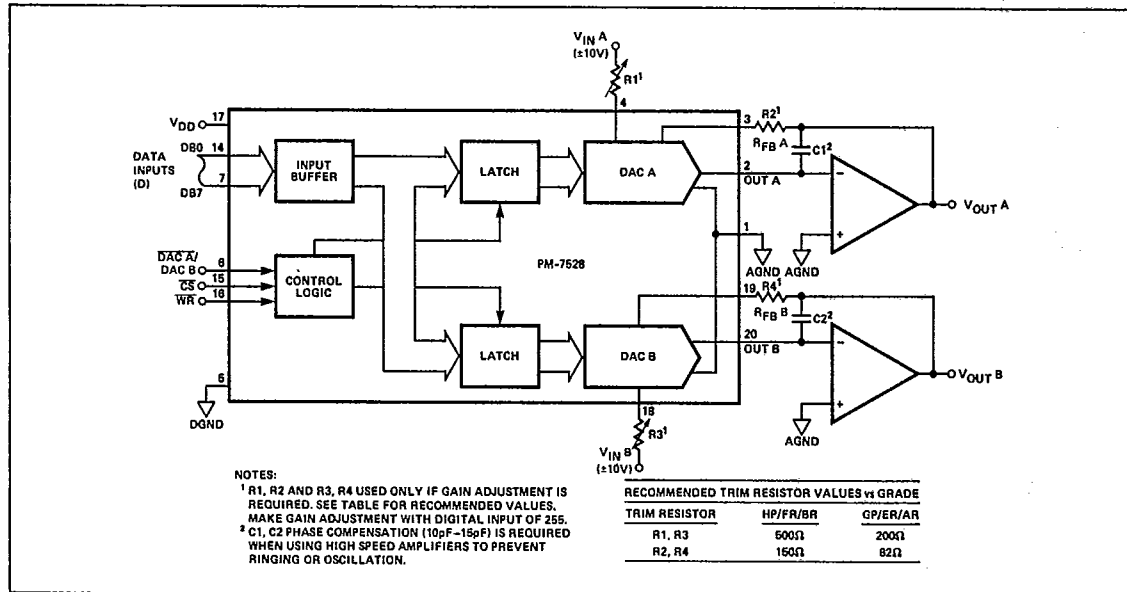 V_IN A
(±10V)
R1¹
4
V_DD 17
DATA INPUTS (D)
DB0 14
7
DB7
INPUT BUFFER
LATCH
DAC A
3 R2¹
R_FB A
C1²
2
OUT A
−
+
V_OUT A
1
AGND
AGND
DAC A/
DAC B 6
CS 15
WR 16
CONTROL LOGIC
PM-7528
19 R4¹
R_FB B
C2²
LATCH
DAC B
20
OUT B
−
+
V_OUT B
5
DGND
18
R3¹
V_IN B
(±10V)
AGND
NOTES:
¹ R1, R2 AND R3, R4 USED ONLY IF GAIN ADJUSTMENT IS
REQUIRED. SEE TABLE FOR RECOMMENDED VALUES.
MAKE GAIN ADJUSTMENT WITH DIGITAL INPUT OF 255.
² C1, C2 PHASE COMPENSATION (10pF–15pF) IS REQUIRED
WHEN USING HIGH SPEED AMPLIFIERS TO PREVENT
RINGING OR OSCILLATION.
RECOMMENDED TRIM RESISTOR VALUES vs GRADE
TRIM RESISTOR HP/FR/BR GP/ER/AR
R1, R3 500Ω 200Ω
R2, R4 150Ω 82Ω